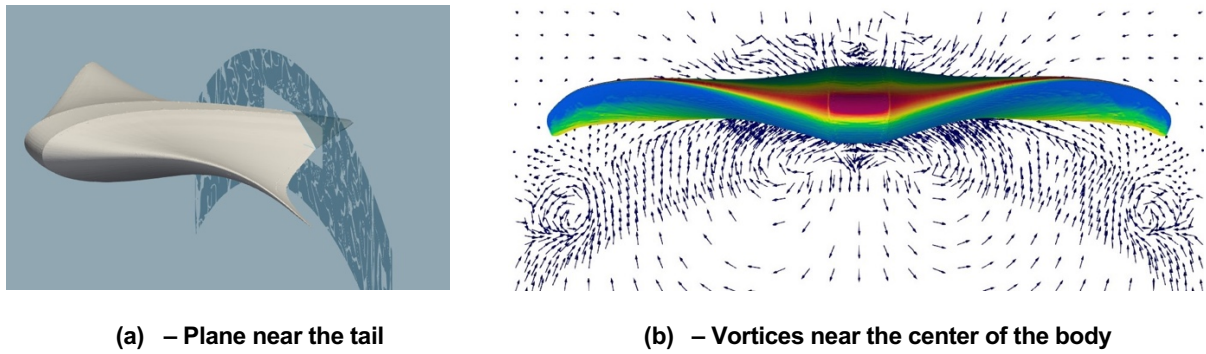 (a) – Plane near the tail
(b) – Vortices near the center of the body